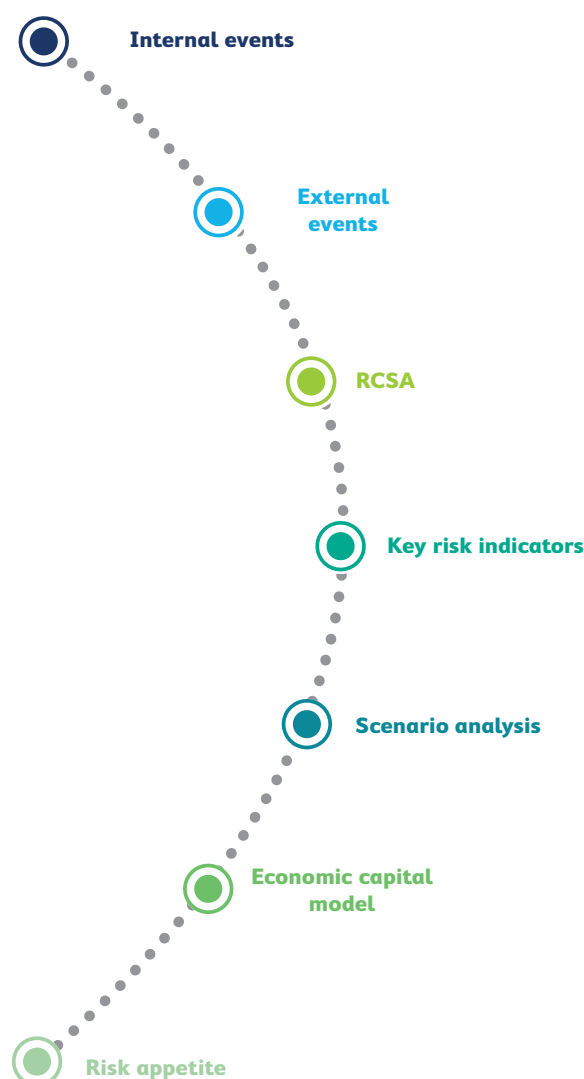 Internal events
External
events
RCSA
Key risk indicators
Scenario analysis
Economic capital
model
Risk appetite